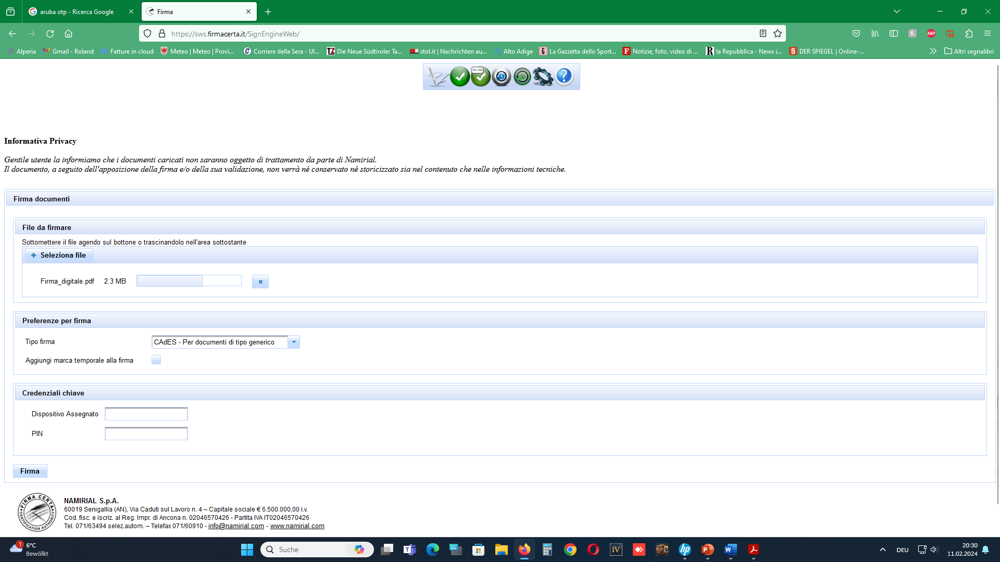 aruba otp - Ricerca Google
Firma
https://sws.firmacerta.it/SignEngineWeb/
Alperia
Gmail - Roland
Fatture in cloud
Meteo | Meteo | Provi...
Corriere della Sera - Ul...
Die Neue Südtiroler Ta...
stol.it | Nachrichten au...
Alto Adige
La Gazzetta dello Sport...
Notizie, foto, video di ...
la Repubblica - News i...
DER SPIEGEL | Online-...
Altri segnalibri
CIE / CNS
Informativa Privacy
Gentile utente la informiamo che i documenti caricati non saranno oggetto di trattamento da parte di Namirial.
Il documento, a seguito dell'apposizione della firma e/o della sua validazione, non verrà né conservato né storicizzato sia nel contenuto che nelle informazioni tecniche.
Firma documenti
File da firmare
Sottomettere il file agendo sul bottone o trascinandolo nell'area sottostante
Seleziona file
Firma_digitale.pdf 2.3 MB
Preferenze per firma
Tipo firma CAdES - Per documenti di tipo generico
Aggiungi marca temporale alla firma
Credenziali chiave
Dispositivo Assegnato
PIN
Firma
FIRMA CERTA
CERTIFICATION AUTHORITY
NAMIRIAL S.p.A.
60019 Senigallia (AN), Via Caduti sul Lavoro n. 4 – Capitale sociale € 6.500.000,00 i.v.
Cod. fisc. e iscriz. al Reg. Impr. di Ancona n. 02046570426 - Partita IVA IT02046570426
Tel. 071/63494 selez.autom. – Telefax 071/60910 - info@namirial.com - www.namirial.com
1
6°C
Bewölkt
Suche
DEU
20:30
11.02.2024